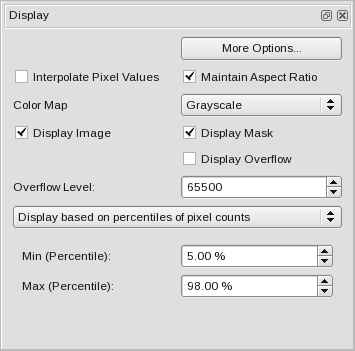 Display
More Options...
Interpolate Pixel Values
Maintain Aspect Ratio
Color Map
Grayscale
Display Image
Display Mask
Display Overflow
Overflow Level:
65500
Display based on percentiles of pixel counts
Min (Percentile):
5.00 %
Max (Percentile):
98.00 %